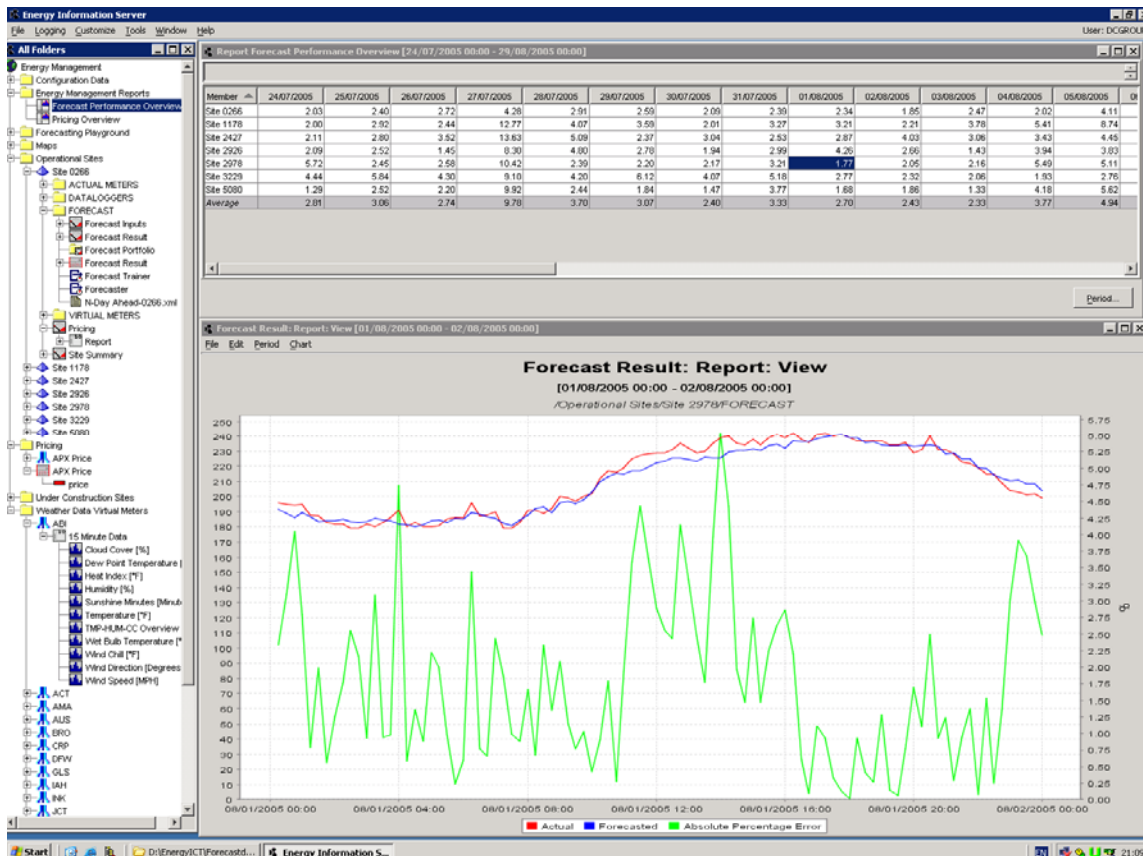 Energy Information Server
File Logging Customize Tools Window Help
User: DCGROU
All Folders
Energy Management
Configuration Data
Energy Management Reports
Forecast Performance Overview
Pricing Overview
Forecasting Playground
Maps
Operational Sites
Site 0266
ACTUAL METERS
DATALOGGERS
FORECAST
Forecast Inputs
Forecast Result
Forecast Portfolio
Forecast Result
Forecast Trainer
Forecaster
N-Day Ahead-0266.xml
VIRTUAL METERS
Pricing
Report
Site Summary
Site 1178
Site 2427
Site 2926
Site 2978
Site 3229
Site 5080
Pricing
APX Price
APX Price
price
Under Construction Sites
Weather Data Virtual Meters
ABI
15 Minute Data
Cloud Cover [%]
Dew Point Temperature [
Heat Index [°F]
Humidity [%]
Sunshine Minutes [Minut
Temperature [°F]
TMP-HUM-CC Overview
Wet Bulb Temperature [°
Wind Chill [°F]
Wind Direction [Degrees
Wind Speed [MPH]
ACT
AMA
AUS
BRO
CRP
DFW
GLS
IAH
INK
JCT
Report Forecast Performance Overview [24/07/2005 00:00 - 29/08/2005 00:00]
Member 24/07/2005 25/07/2005 26/07/2005 27/07/2005 28/07/2005 29/07/2005 30/07/2005 31/07/2005 01/08/2005 02/08/2005 03/08/2005 04/08/2005 05/08/2005
Site 0266 2.03 2.40 2.72 4.28 2.91 2.59 2.09 2.39 2.34 1.85 2.47 2.02 4.11
Site 1178 2.00 2.92 2.44 12.77 4.07 3.59 2.01 3.27 3.21 2.21 3.78 5.41 8.74
Site 2427 2.11 2.80 3.52 13.63 5.09 2.37 3.04 2.53 2.87 4.03 3.06 3.43 4.45
Site 2926 2.09 2.52 1.45 8.30 4.80 2.78 1.94 2.99 4.26 2.66 1.43 3.94 3.83
Site 2978 5.72 2.45 2.58 10.42 2.39 2.20 2.17 3.21 1.77 2.05 2.16 5.49 5.11
Site 3229 4.44 5.84 4.30 9.10 4.20 6.12 4.07 5.18 2.77 2.32 2.06 1.93 2.76
Site 5080 1.29 2.52 2.20 9.92 2.44 1.84 1.47 3.77 1.68 1.86 1.33 4.18 5.62
Average 2.81 3.06 2.74 9.78 3.70 3.07 2.40 3.33 2.70 2.43 2.33 3.77 4.94
Period...
Forecast Result: Report: View [01/08/2005 00:00 - 02/08/2005 00:00]
File Edit Period Chart
Forecast Result: Report: View
[01/08/2005 00:00 - 02/08/2005 00:00]
/Operational Sites/Site 2978/FORECAST
250
240
230
220
210
200
190
180
170
160
150
140
130
120
110
100
90
80
70
60
50
40
30
20
10
0
5.75
5.50
5.25
5.00
4.75
4.50
4.25
4.00
3.75
3.50
3.25
3.00
2.75
2.50
2.25
2.00
1.75
1.50
1.25
1.00
0.75
0.50
0.25
0.00
%
08/01/2005 00:00 08/01/2005 04:00 08/01/2005 08:00 08/01/2005 12:00 08/01/2005 16:00 08/01/2005 20:00 08/02/2005 00:00
Actual Forecasted Absolute Percentage Error
Start D:\EnergyICT\Forecastd... Energy Information S... EN 21:09